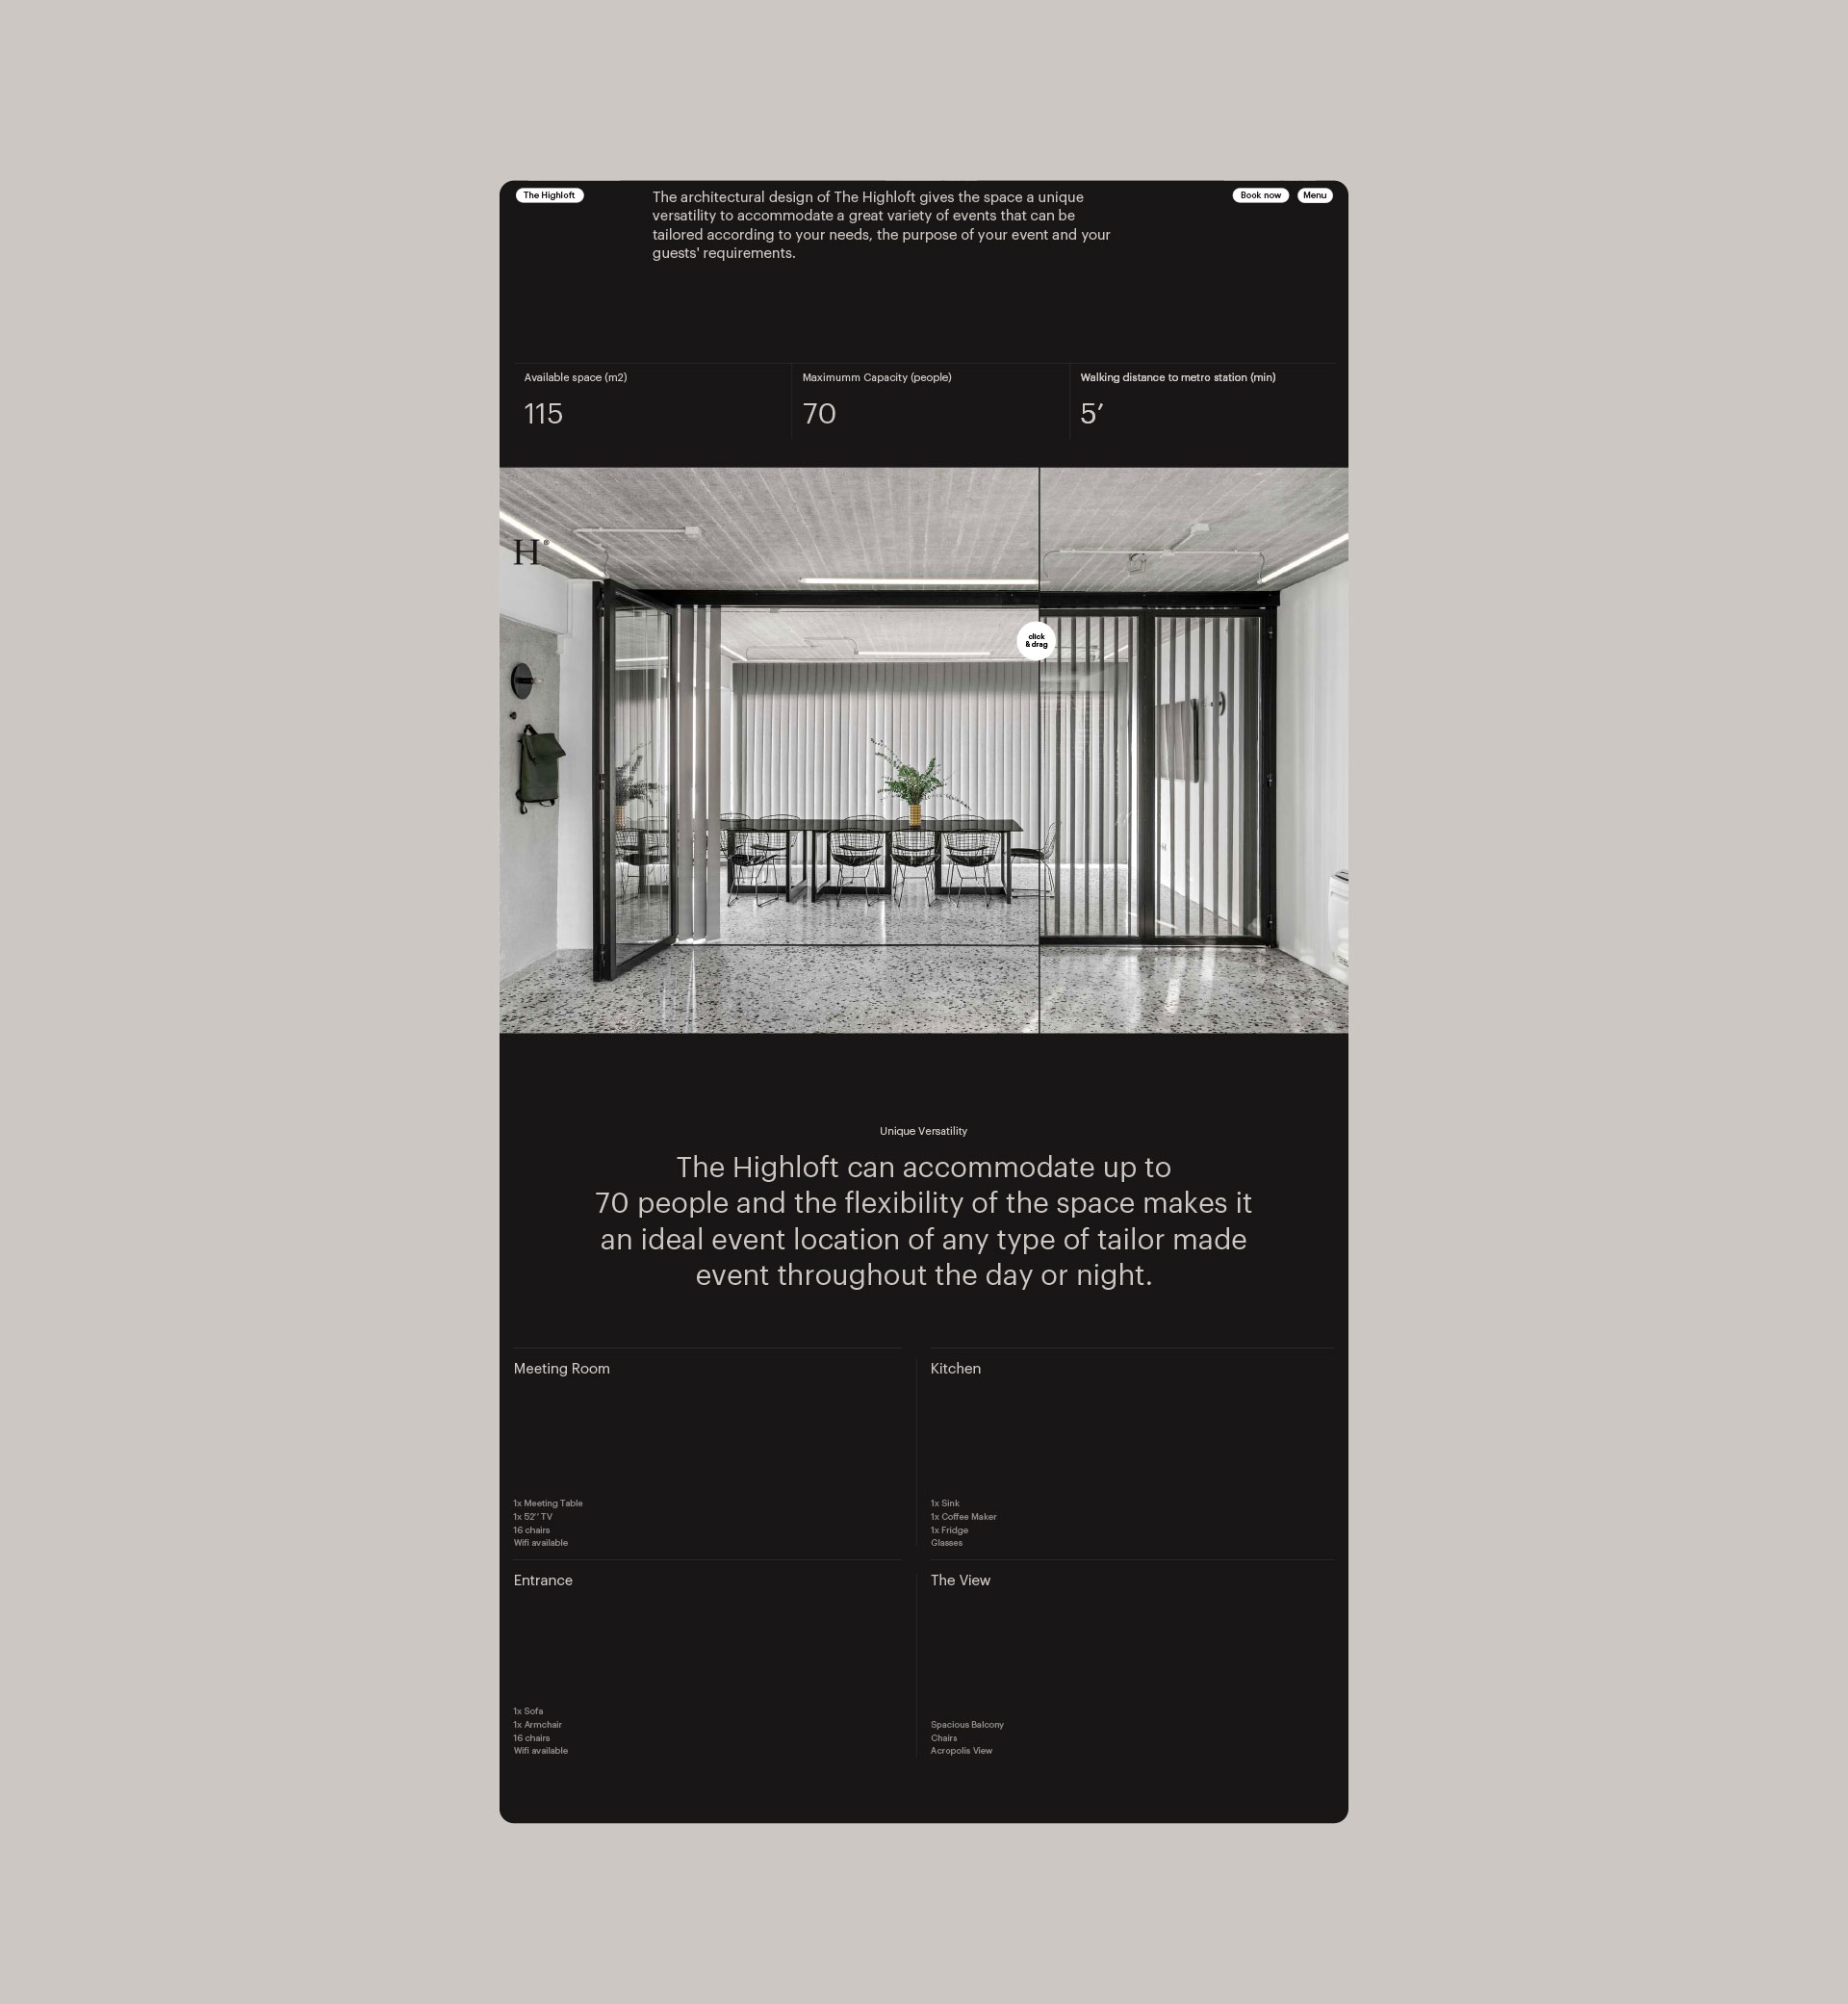 The Highloft
Book now
Menu
The architectural design of The Highloft gives the space a unique
versatility to accommodate a great variety of events that can be
tailored according to your needs, the purpose of your event and your
guests' requirements.
Available space (m2)
115
Maximumm Capacity (people)
70
Walking distance to metro station (min)
5′
H®
click
& drag
Unique Versatility
The Highloft can accommodate up to
70 people and the flexibility of the space makes it
an ideal event location of any type of tailor made
event throughout the day or night.
Meeting Room
1x Meeting Table
1x 52’’ TV
16 chairs
Wifi available
Kitchen
1x Sink
1x Coffee Maker
1x Fridge
Glasses
Entrance
1x Sofa
1x Armchair
16 chairs
Wifi available
The View
Spacious Balcony
Chairs
Acropolis View